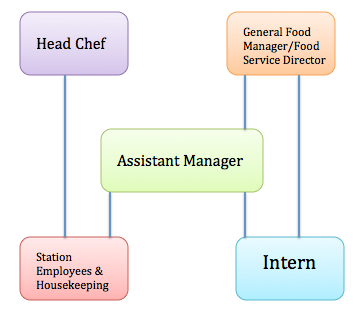 Head Chef
General Food
Manager/Food
Service Director
Assistant Manager
Station
Employees &
Housekeeping
Intern